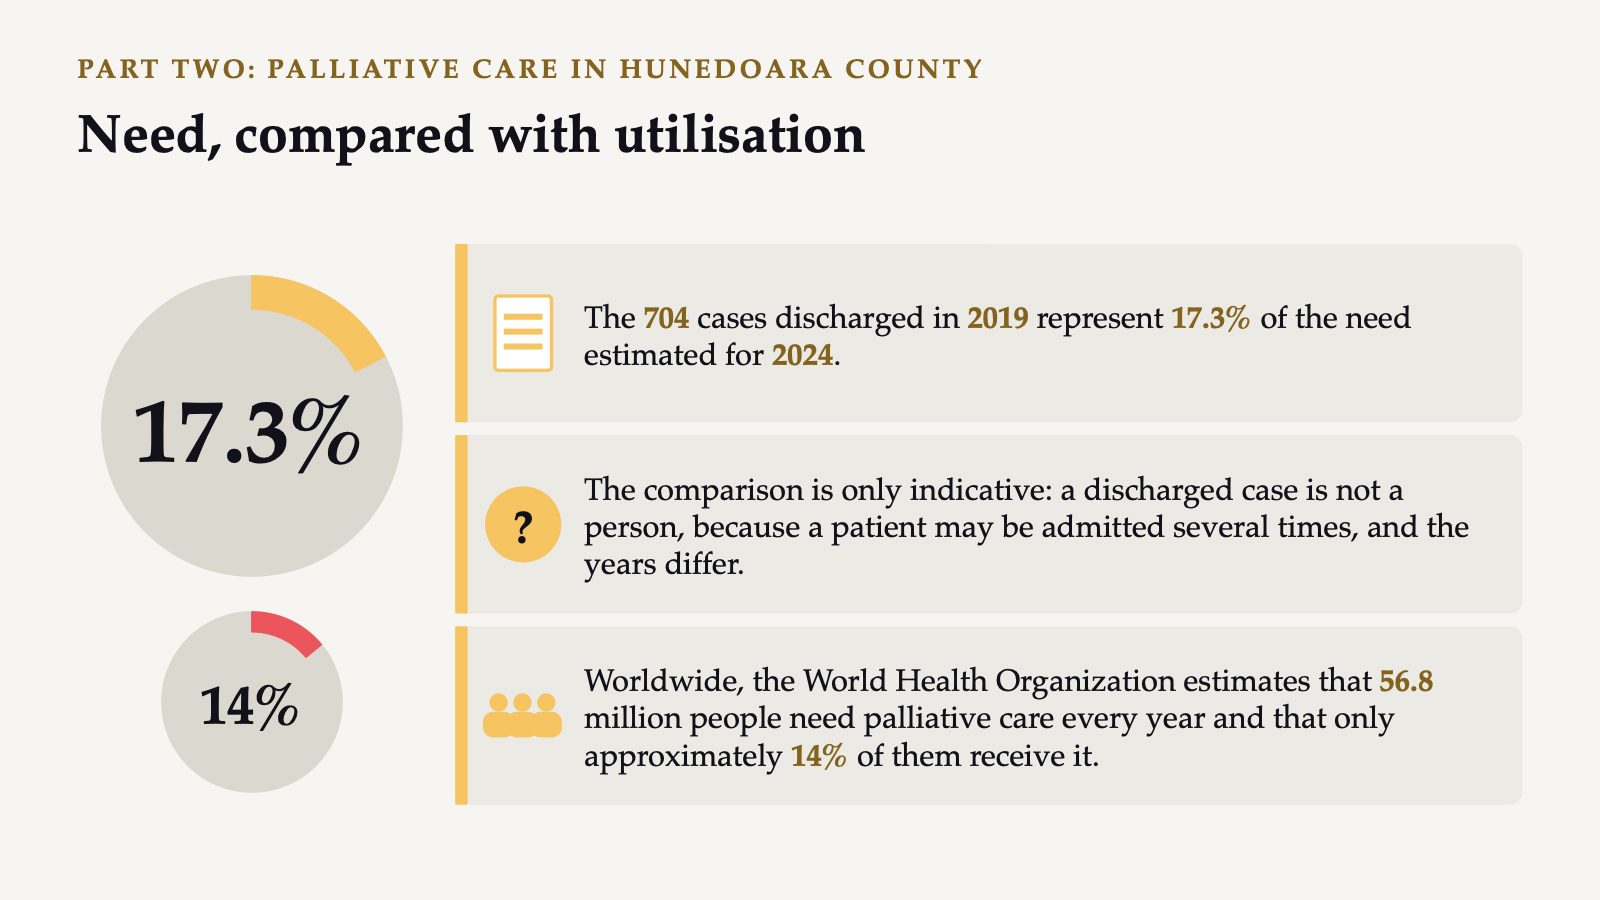 PART TWO: PALLIATIVE CARE IN HUNEDOARA COUNTY
Need, compared with utilisation
17.3%
14%
The 704 cases discharged in 2019 represent 17.3% of the need
estimated for 2024.
?
The comparison is only indicative: a discharged case is not a
person, because a patient may be admitted several times, and the
years differ.
Worldwide, the World Health Organization estimates that 56.8
million people need palliative care every year and that only
approximately 14% of them receive it.